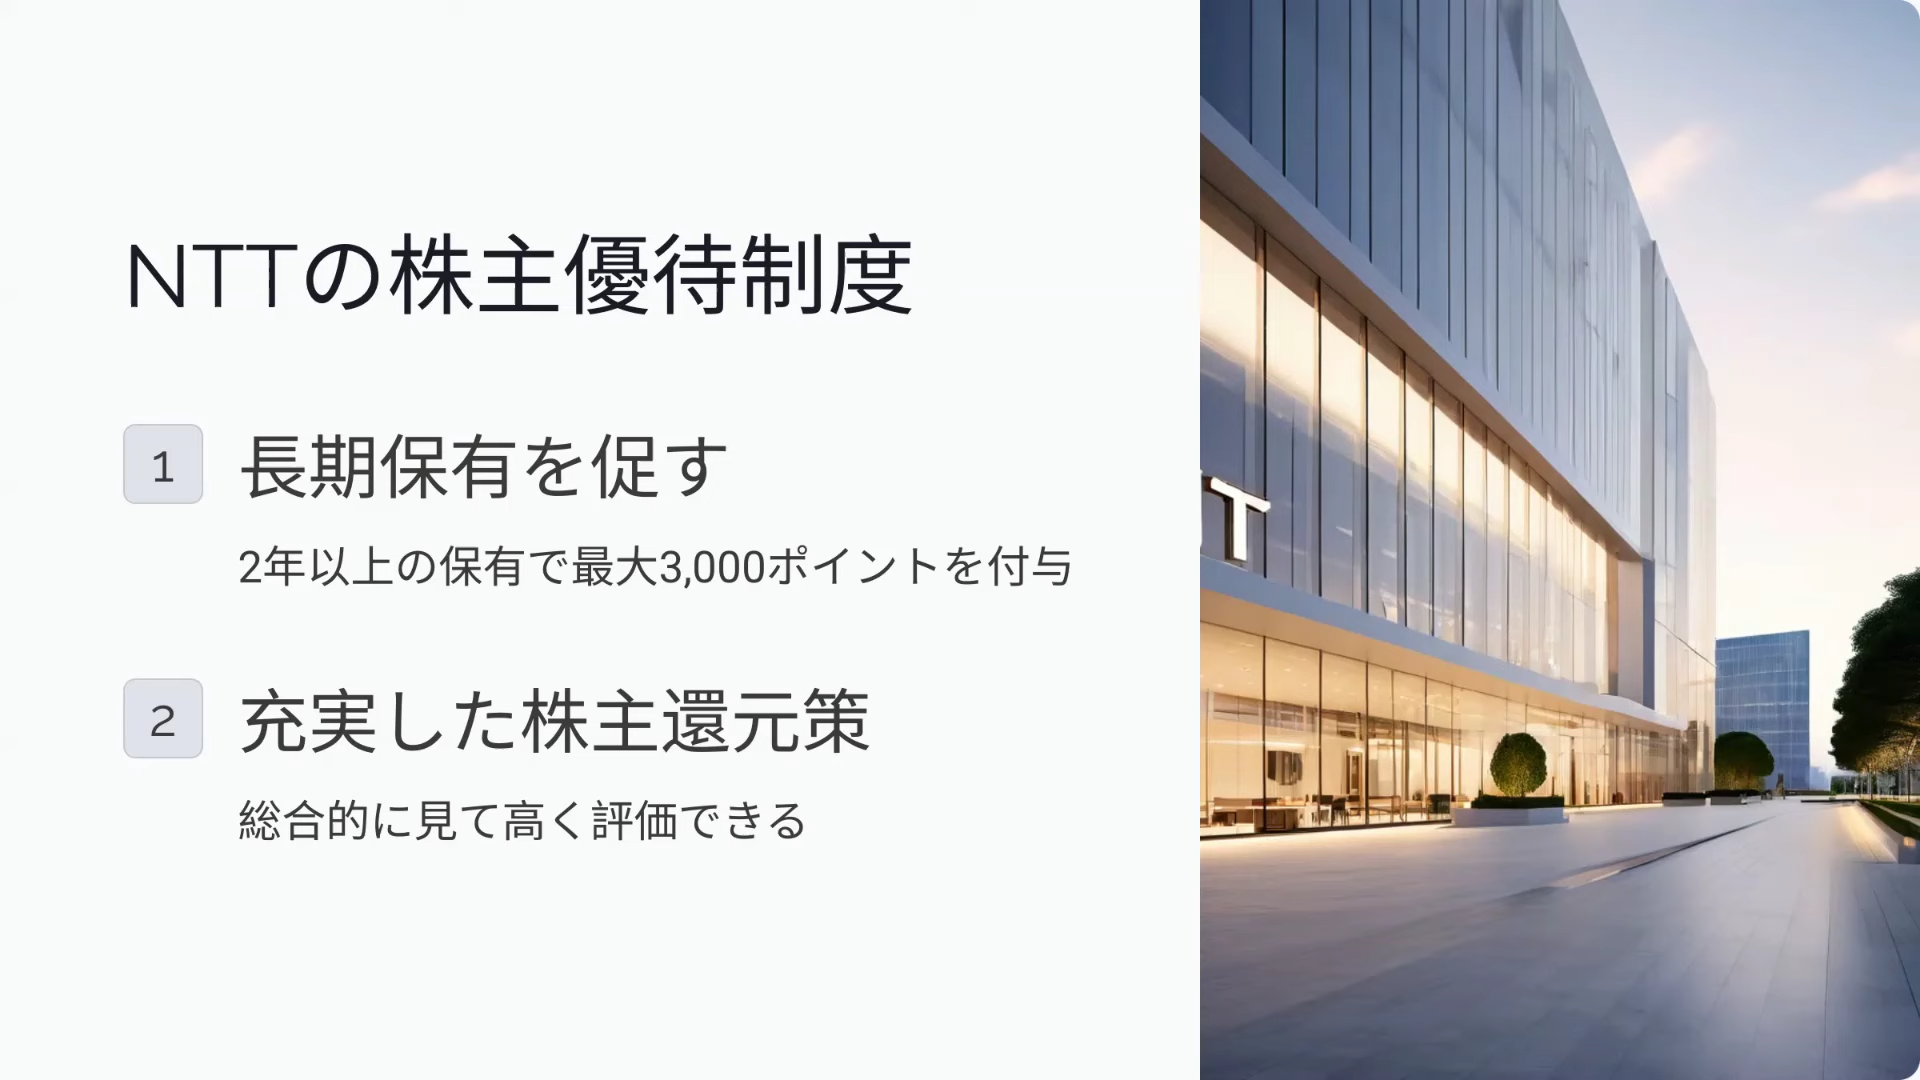 NTTの株主優待制度
1
長期保有を促す
2年以上の保有で最大3,000ポイントを付与
2
充実した株主還元策
総合的に見て高く評価できる
T